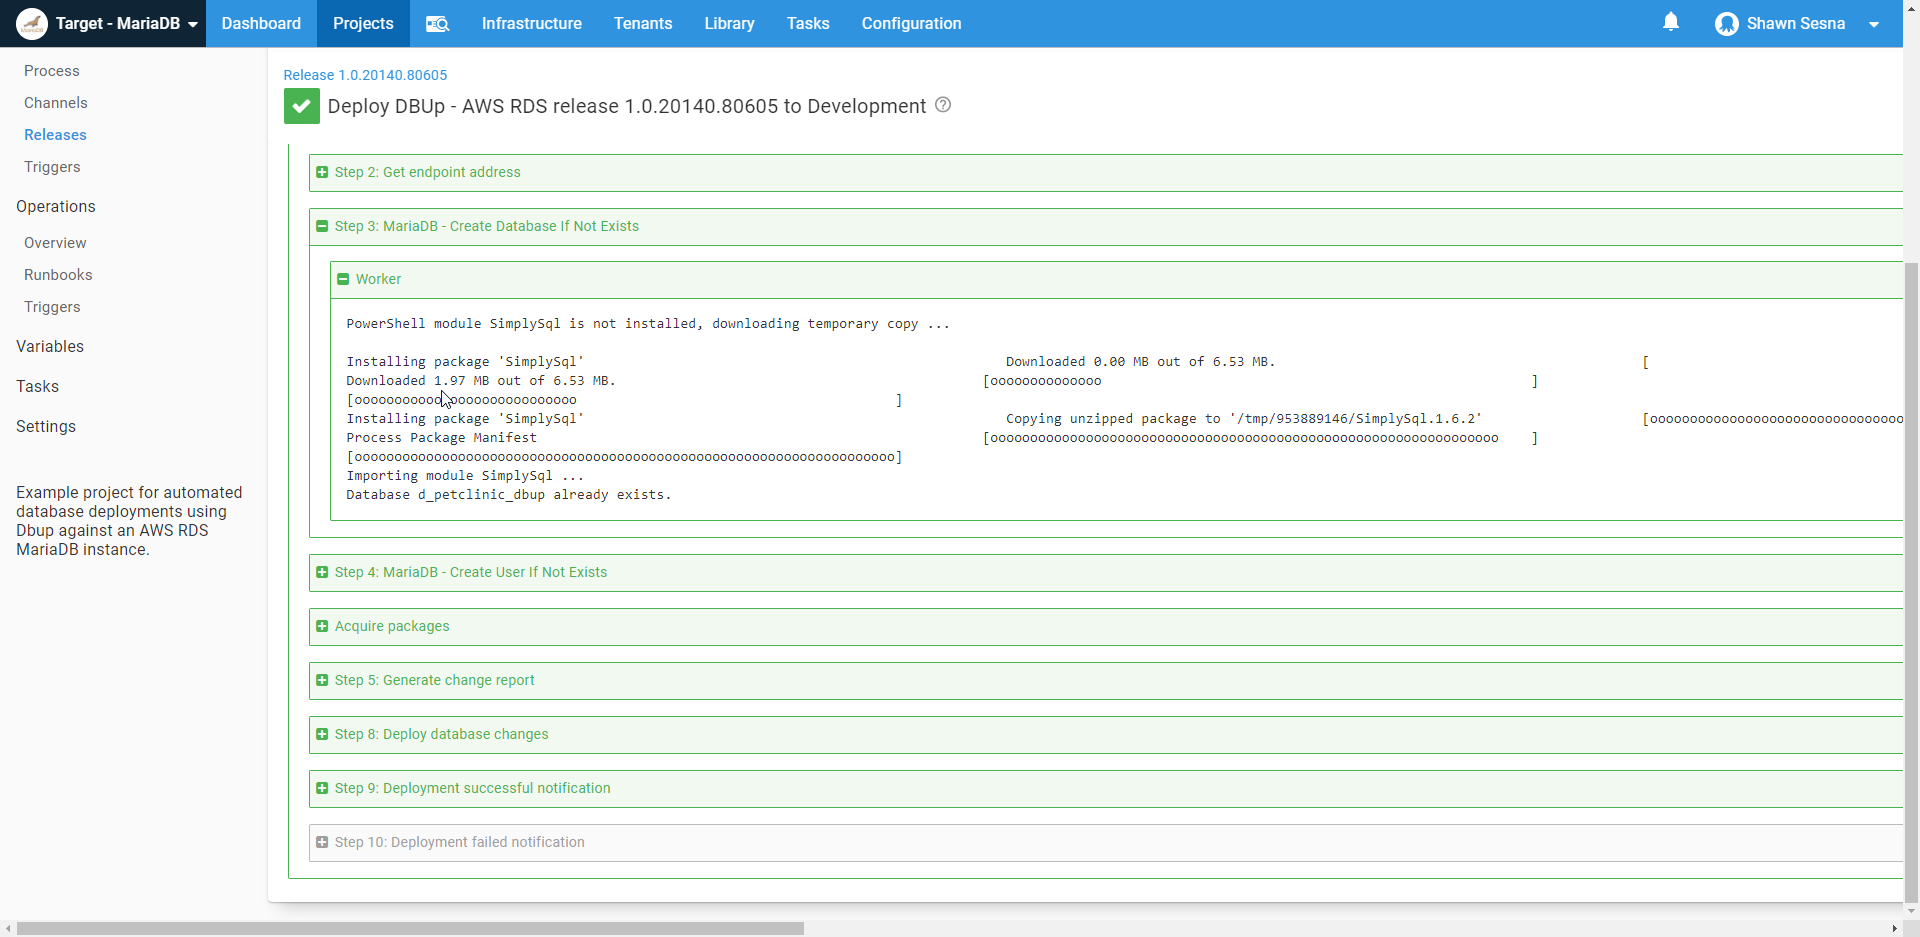 Target - MariaDB
Dashboard
Projects
Infrastructure
Tenants
Library
Tasks
Configuration
Shawn Sesna
Process
Channels
Releases
Triggers
Operations
Overview
Runbooks
Triggers
Variables
Tasks
Settings
Example project for automated
database deployments using
Dbup against an AWS RDS
MariaDB instance.
Release 1.0.20140.80605
Deploy DBUp - AWS RDS release 1.0.20140.80605 to Development
Step 2: Get endpoint address
Step 3: MariaDB - Create Database If Not Exists
Worker
PowerShell module SimplySql is not installed, downloading temporary copy ...
Installing package 'SimplySql' Downloaded 0.00 MB out of 6.53 MB. [
Downloaded 1.97 MB out of 6.53 MB. [oooooooooooooo ]
[ooooooooooooooooooooooooooooo ]
Installing package 'SimplySql' Copying unzipped package to '/tmp/953889146/SimplySql.1.6.2' [oooooooooooooooooooooooooooooooo
Process Package Manifest [oooooooooooooooooooooooooooooooooooooooooooooooooooooooooooooooo ]
[oooooooooooooooooooooooooooooooooooooooooooooooooooooooooooooooooooo]
Importing module SimplySql ...
Database d_petclinic_dbup already exists.
Step 4: MariaDB - Create User If Not Exists
Acquire packages
Step 5: Generate change report
Step 8: Deploy database changes
Step 9: Deployment successful notification
Step 10: Deployment failed notification